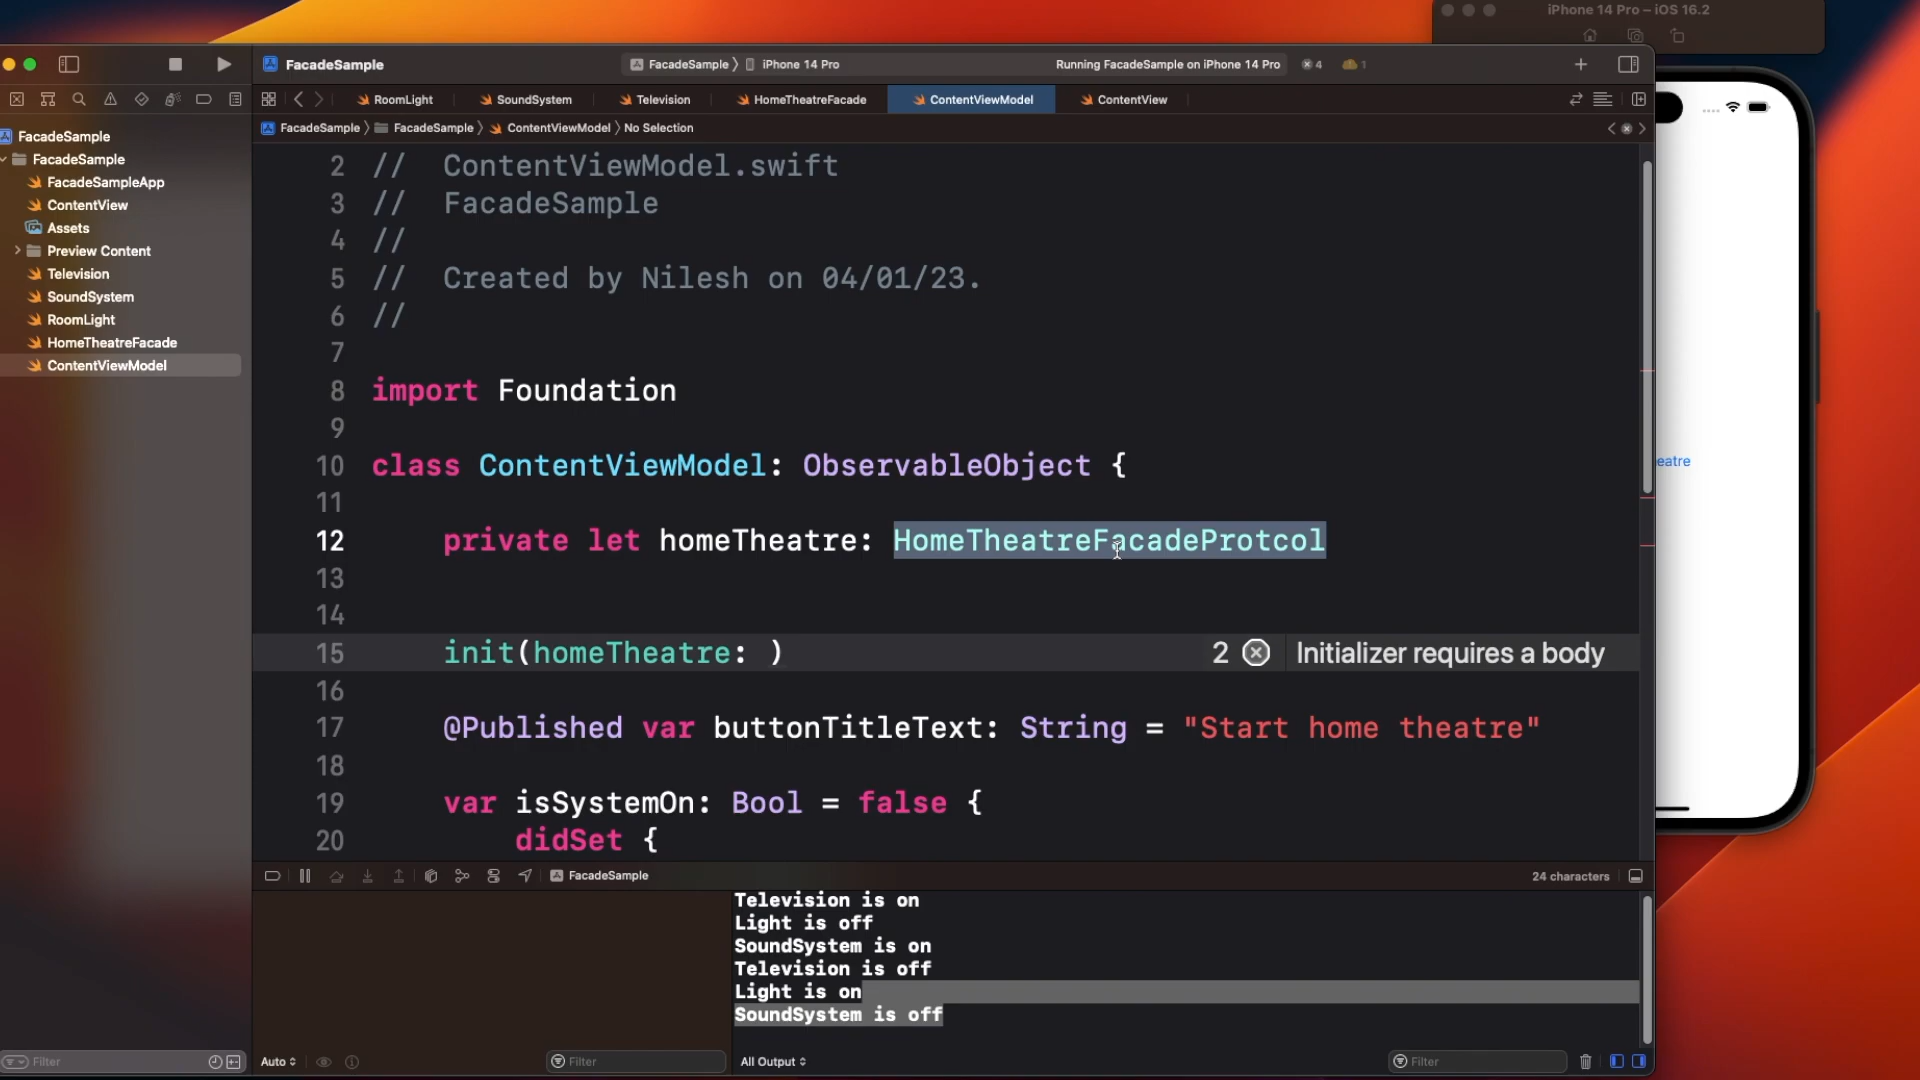 iPhone 14 Pro – iOS 16.2
FacadeSample
FacadeSample 〉 iPhone 14 Pro
Running FacadeSample on iPhone 14 Pro
4
1
RoomLight
SoundSystem
Television
HomeTheatreFacade
ContentViewModel
ContentView
FacadeSample 〉 FacadeSample 〉 ContentViewModel 〉 No Selection
FacadeSample
FacadeSample
FacadeSampleApp
ContentView
Assets
Preview Content
Television
SoundSystem
RoomLight
HomeTheatreFacade
ContentViewModel
2 //  ContentViewModel.swift
3 //  FacadeSample
4 //
5 //  Created by Nilesh on 04/01/23.
6 //
7
8 import Foundation
9
10 class ContentViewModel: ObservableObject {
11
12     private let homeTheatre: HomeTheatreFacadeProtcol
13
14
15     init(homeTheatre: )
2 Initializer requires a body
16
17     @Published var buttonTitleText: String = "Start home theatre"
18
19     var isSystemOn: Bool = false {
20         didSet {
eatre
FacadeSample
24 characters
Television is on
Light is off
SoundSystem is on
Television is off
Light is on
SoundSystem is off
Filter
Auto
Filter
All Output
Filter